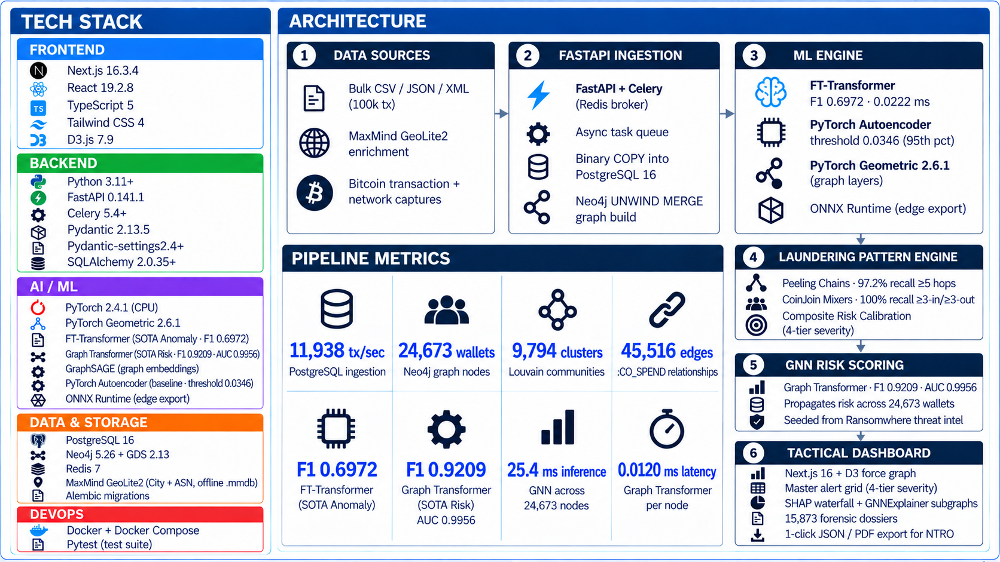 TECH STACK
FRONTEND
Next.js 16.3.4
React 19.2.8
TS
TypeScript 5
Tailwind CSS 4
D3.js 7.9
BACKEND
Python 3.11+
FastAPI 0.141.1
Celery 5.4+
Pydantic 2.13.5
Pydantic-settings2.4+
SQLAlchemy 2.0.35+
AI / ML
PyTorch 2.4.1 (CPU)
PyTorch Geometric 2.6.1
FT-Transformer (SOTA Anomaly · F1 0.6972)
Graph Transformer (SOTA Risk · F1 0.9209 · AUC 0.9956)
GraphSAGE (graph embeddings)
PyTorch Autoencoder (baseline · threshold 0.0346)
ONNX Runtime (edge export)
DATA & STORAGE
PostgreSQL 16
Neo4j 5.26 + GDS 2.13
Redis 7
MaxMind GeoLite2 (City + ASN, offline .mmdb)
Alembic migrations
DEVOPS
Docker + Docker Compose
Pytest (test suite)
ARCHITECTURE
1 DATA SOURCES
Bulk CSV / JSON / XML
(100k tx)
MaxMind GeoLite2
enrichment
Bitcoin transaction +
network captures
2 FASTAPI INGESTION
FastAPI + Celery
(Redis broker)
Async task queue
Binary COPY into
PostgreSQL 16
Neo4j UNWIND MERGE
graph build
3 ML ENGINE
FT-Transformer
F1 0.6972 · 0.0222 ms
PyTorch Autoencoder
threshold 0.0346 (95th pct)
PyTorch Geometric 2.6.1
(graph layers)
ONNX Runtime (edge export)
PIPELINE METRICS
11,938 tx/sec
PostgreSQL ingestion
24,673 wallets
Neo4j graph nodes
9,794 clusters
Louvain communities
45,516 edges
:CO_SPEND relationships
F1 0.6972
FT-Transformer
(SOTA Anomaly)
F1 0.9209
Graph Transformer
(SOTA Risk)
AUC 0.9956
25.4 ms inference
GNN across
24,673 nodes
0.0120 ms latency
Graph Transformer
per node
4 LAUNDERING PATTERN ENGINE
Peeling Chains · 97.2% recall ≥5 hops
CoinJoin Mixers · 100% recall ≥3-in/≥3-out
Composite Risk Calibration
(4-tier severity)
5 GNN RISK SCORING
Graph Transformer · F1 0.9209 · AUC 0.9956
Propagates risk across 24,673 wallets
Seeded from Ransomwhere threat intel
6 TACTICAL DASHBOARD
Next.js 16 + D3 force graph
Master alert grid (4-tier severity)
SHAP waterfall + GNNExplainer subgraphs
15,873 forensic dossiers
1-click JSON / PDF export for NTRO